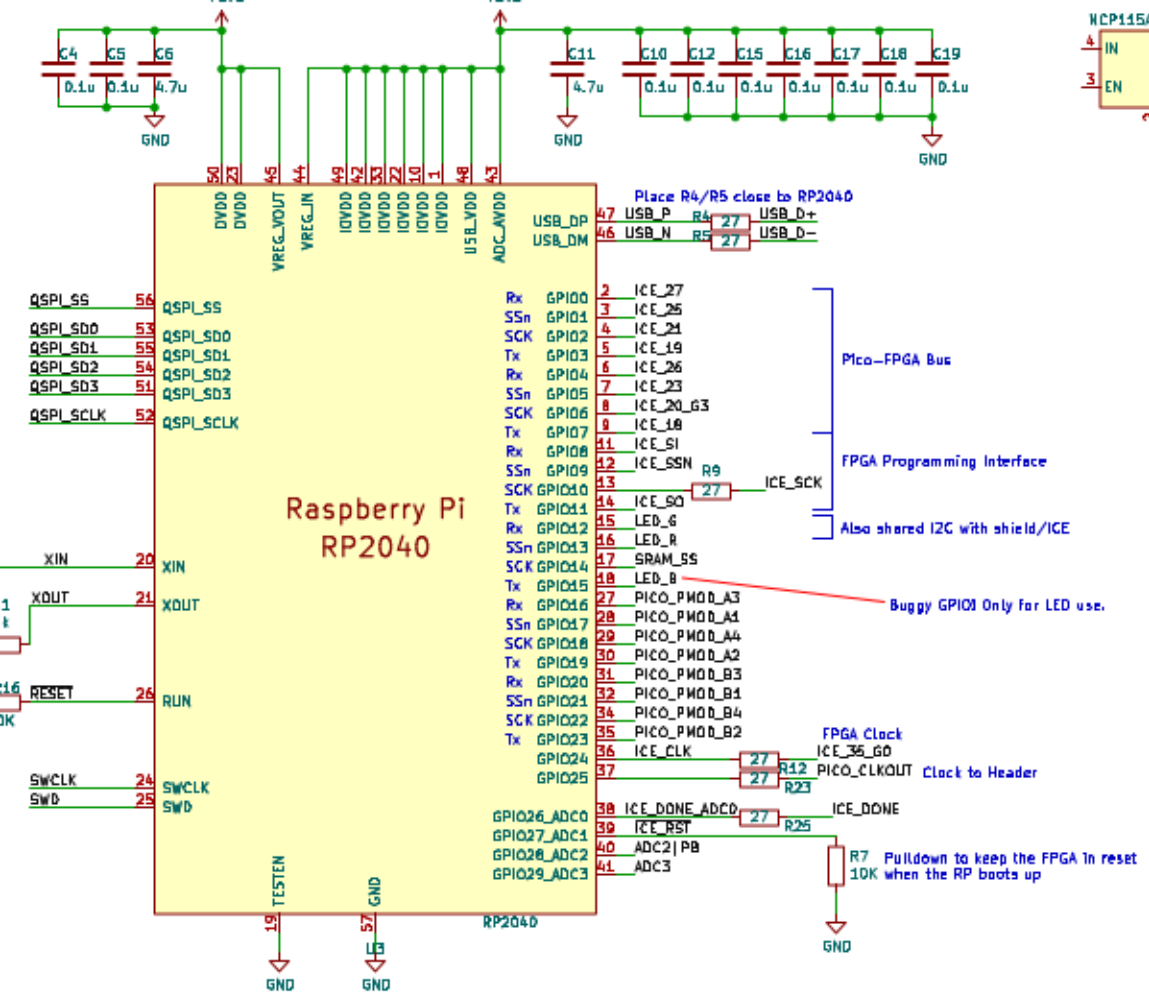 NCP115A
C4 C5 C6 C11 C10 C12 C15 C16 C17 C18 C19
4 IN
0.1u 0.1u 4.7u 4.7u 0.1u 0.1u 0.1u 0.1u 0.1u 0.1u 0.1u
3 EN
GND GND GND
50 23 45 44 49 42 33 22 10 1 48 43
DVDD DVDD VREG_VOUT VREG_IN IOVDD IOVDD IOVDD IOVDD IOVDD IOVDD USB_VDD ADC_AVDD
Place R4/R5 close to RP2040
USB_DP 47 USB_P R4 27 USB_D+
USB_DM 46 USB_N R5 27 USB_D-
QSPI_SS 56 QSPI_SS
QSPI_SD0 53 QSPI_SD0
QSPI_SD1 55 QSPI_SD1
QSPI_SD2 54 QSPI_SD2
QSPI_SD3 51 QSPI_SD3
QSPI_SCLK 52 QSPI_SCLK
Rx GPIO0 2 ICE_27
SSn GPIO1 3 ICE_25
SCK GPIO2 4 ICE_21
Tx GPIO3 5 ICE_19
Rx GPIO4 6 ICE_26
SSn GPIO5 7 ICE_23
SCK GPIO6 8 ICE_20_G3
Tx GPIO7 9 ICE_18
Pico-FPGA Bus
Rx GPIO8 11 ICE_SI
SSn GPIO9 12 ICE_SSN
SCK GPIO10 13 R9 27 ICE_SCK
Tx GPIO11 14 ICE_SO
FPGA Programming Interface
Rx GPIO12 15 LED_G
SSn GPIO13 16 LED_R
Also shared I2C with shield/ICE
SCK GPIO14 17 SRAM_SS
Tx GPIO15 18 LED_B
Buggy GPIO! Only for LED use.
Rx GPIO16 27 PICO_PMOD_A3
SSn GPIO17 28 PICO_PMOD_A1
SCK GPIO18 29 PICO_PMOD_A4
Tx GPIO19 30 PICO_PMOD_A2
Rx GPIO20 31 PICO_PMOD_B3
SSn GPIO21 32 PICO_PMOD_B1
SCK GPIO22 34 PICO_PMOD_B4
Tx GPIO23 35 PICO_PMOD_B2
FPGA Clock
GPIO24 36 ICE_CLK 27 R12 ICE_35_G0
GPIO25 37 27 R23 PICO_CLKOUT Clock to Header
Raspberry Pi
RP2040
XIN 20 XIN
XOUT 21 XOUT
RESET 26 RUN
SWCLK 24 SWCLK
SWD 25 SWD
GPIO26_ADC0 38 ICE_DONE_ADC0 27 R25 ICE_DONE
GPIO27_ADC1 39 ICE_RST
GPIO28_ADC2 40 ADC2|PB
GPIO29_ADC3 41 ADC3
R7 10K
Pulldown to keep the FPGA in reset
when the RP boots up
GND
TESTEN 19 GND
GND 57 GND
U3
RP2040